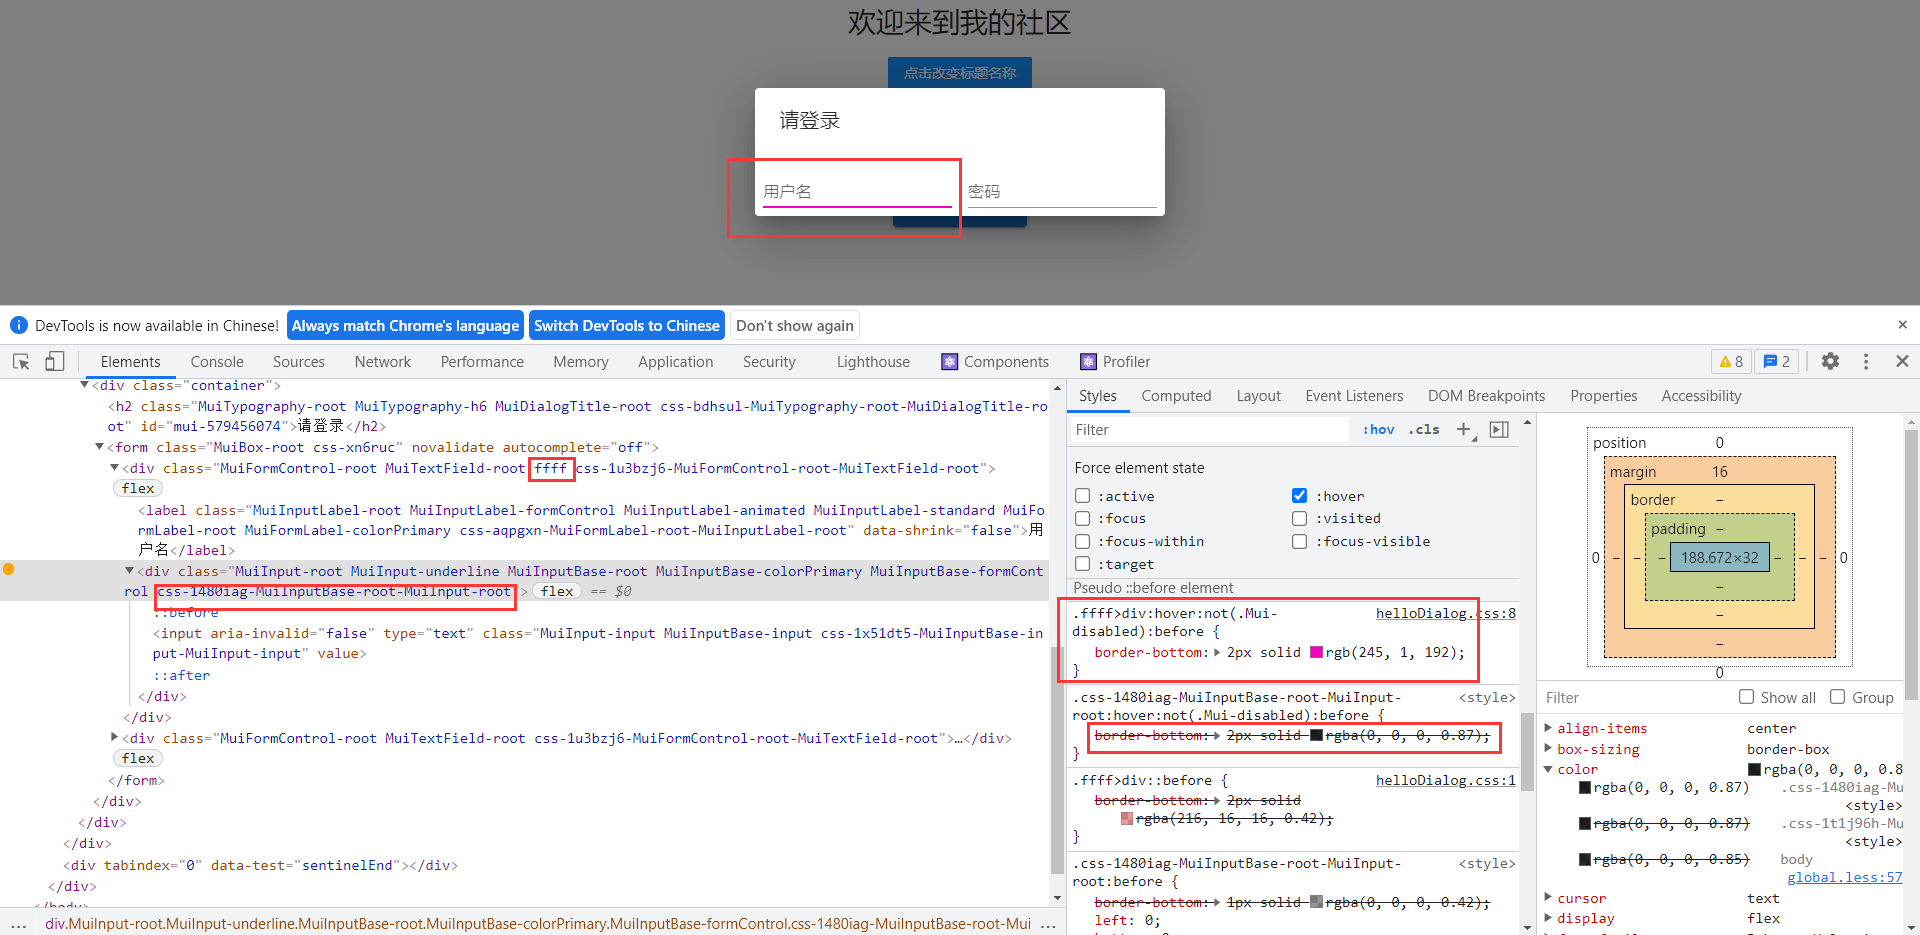 欢迎来到我的社区
点击改变标题名称
请登录
用户名
密码
DevTools is now available in Chinese!
Always match Chrome's language
Switch DevTools to Chinese
Don't show again
Elements
Console
Sources
Network
Performance
Memory
Application
Security
Lighthouse
Components
Profiler
8
2
<div class="container">
<h2 class="MuiTypography-root MuiTypography-h6 MuiDialogTitle-root css-bdhsul-MuiTypography-root-MuiDialogTitle-ro
ot" id="mui-579456074">请登录</h2>
<form class="MuiBox-root css-xn6ruc" novalidate autocomplete="off">
<div class="MuiFormControl-root MuiTextField-root ffff css-1u3bzj6-MuiFormControl-root-MuiTextField-root">
flex
<label class="MuiInputLabel-root MuiInputLabel-formControl MuiInputLabel-animated MuiInputLabel-standard MuiFo
rmLabel-root MuiFormLabel-colorPrimary css-aqpgxn-MuiFormLabel-root-MuiInputLabel-root" data-shrink="false">用
户名</label>
<div class="MuiInput-root MuiInput-underline MuiInputBase-root MuiInputBase-colorPrimary MuiInputBase-formCont
rol css-1480iag-MuiInputBase-root-MuiInput-root > flex == $0
::before
<input aria-invalid="false" type="text" class="MuiInput-input MuiInputBase-input css-1x51dt5-MuiInputBase-in
put-MuiInput-input" value>
::after
</div>
</div>
<div class="MuiFormControl-root MuiTextField-root css-1u3bzj6-MuiFormControl-root-MuiTextField-root">…</div>
flex
</form>
</div>
</div>
</div>
<div tabindex="0" data-test="sentinelEnd"></div>
</div>
... div.MuiInput-root.MuiInput-underline.MuiInputBase-root.MuiInputBase-colorPrimary.MuiInputBase-formControl.css-1480iag-MuiInputBase-root-Mui ...
Styles
Computed
Layout
Event Listeners
DOM Breakpoints
Properties
Accessibility
Filter
:hov
.cls
Force element state
:active
:hover
:focus
:visited
:focus-within
:focus-visible
:target
Pseudo ::before element
.ffff>div:hover:not(.Mui- helloDialog.css:8
disabled):before {
border-bottom: 2px solid rgb(245, 1, 192);
}
.css-1480iag-MuiInputBase-root-MuiInput- <style>
root:hover:not(.Mui-disabled):before {
border-bottom: 2px solid rgba(0, 0, 0, 0.87);
}
.ffff>div::before { helloDialog.css:1
border-bottom: 2px solid
rgba(216, 16, 16, 0.42);
}
.css-1480iag-MuiInputBase-root-MuiInput- <style>
root:before {
border-bottom: 1px solid rgba(0, 0, 0, 0.42);
left: 0;
position 0
margin 16
border –
padding –
0 – – – 188.672×32 – – – 0
–
–
–
0
Filter
Show all
Group
align-items center
box-sizing border-box
color rgba(0, 0, 0, 0.8
rgba(0, 0, 0, 0.87) .css-1480iag-Mu
<style>
rgba(0, 0, 0, 0.87) .css-1t1j96h-Mu
<style>
rgba(0, 0, 0, 0.85) body
global.less:57
cursor text
display flex